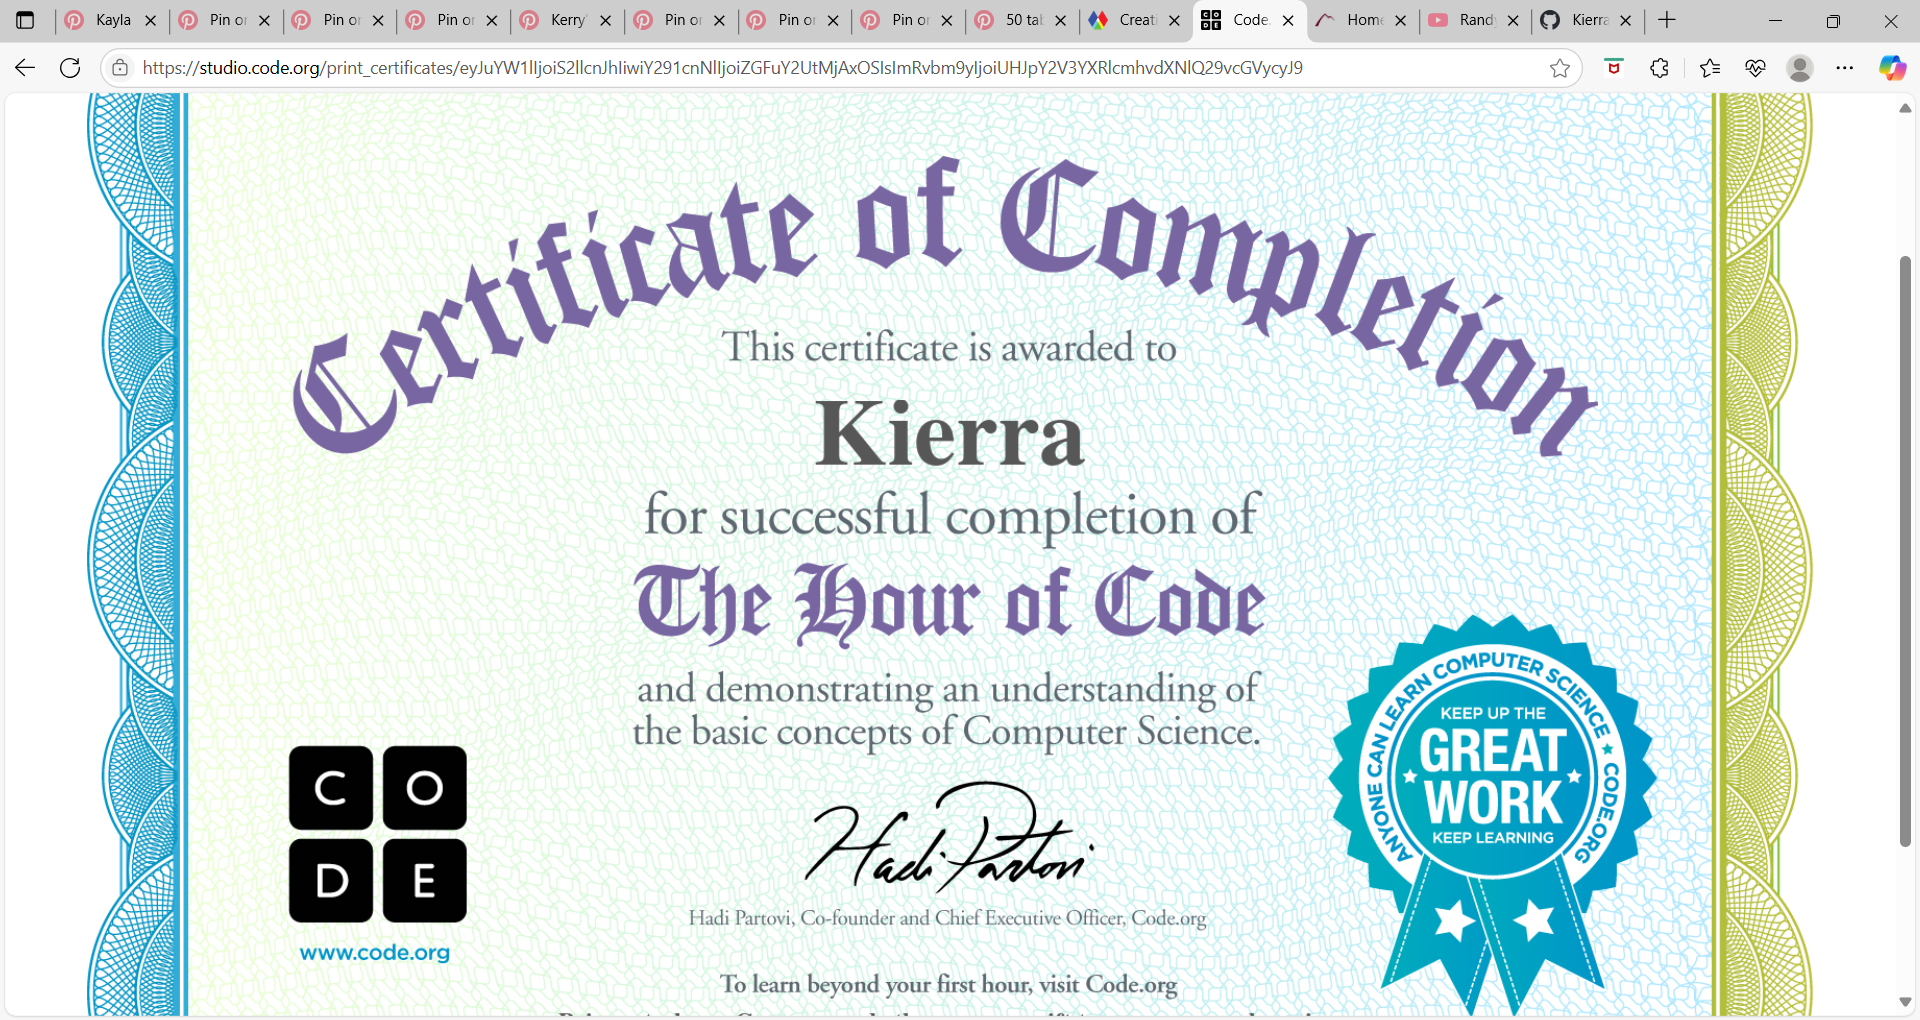 Kayla
Pin or
Pin or
Pin or
Kerry'
Pin or
Pin or
Pin or
50 tab
Creati
Code.
Home
Randy
Kierra
https://studio.code.org/print_certificates/eyJuYW1lIjoiS2llcnJhIiwiY291cnNlIjoiZGFuY2UtMjAxOSIsImRvbm9yIjoiUHJpY2V3YXRlcmhvdXNlQ29vcGVycyJ9
Certificate of Completion
This certificate is awarded to
Kierra
for successful completion of
The Hour of Code
and demonstrating an understanding of
the basic concepts of Computer Science.
C O
D E
www.code.org
Hadi Partovi
Hadi Partovi, Co-founder and Chief Executive Officer, Code.org
To learn beyond your first hour, visit Code.org
ANYONE CAN LEARN COMPUTER SCIENCE ★ CODE.ORG
KEEP UP THE
GREAT
WORK
KEEP LEARNING